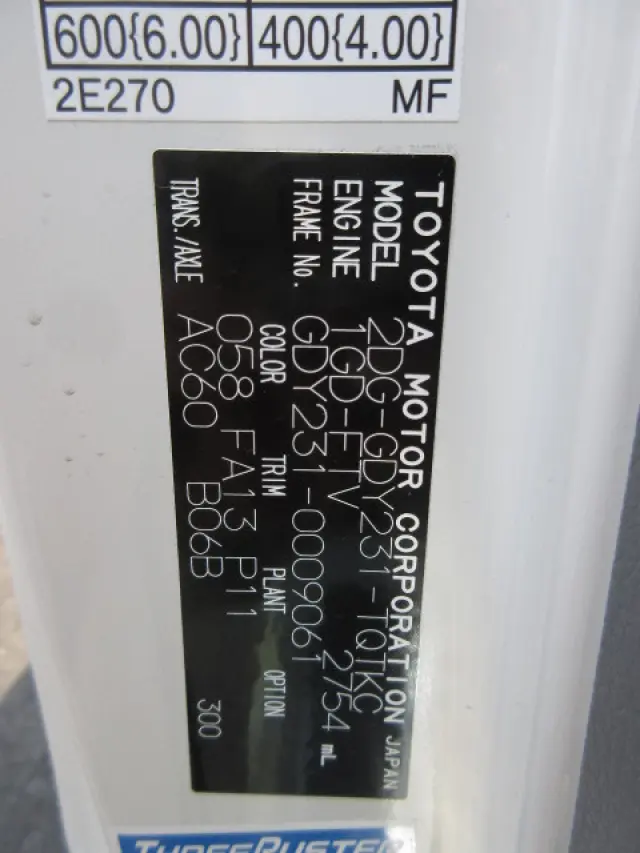 600{6.00} 400{4.00}
2E270 MF
TOYOTA MOTOR CORPORATION JAPAN
MODEL 2DG-GDY231-TQTKC
ENGINE 1GD-FTV 2754 mL
FRAME No. GDY231-0009061
COLOR TRIM PLANT OPTION
058 FA13 P11
TRANS./AXLE AC60 B06B 300